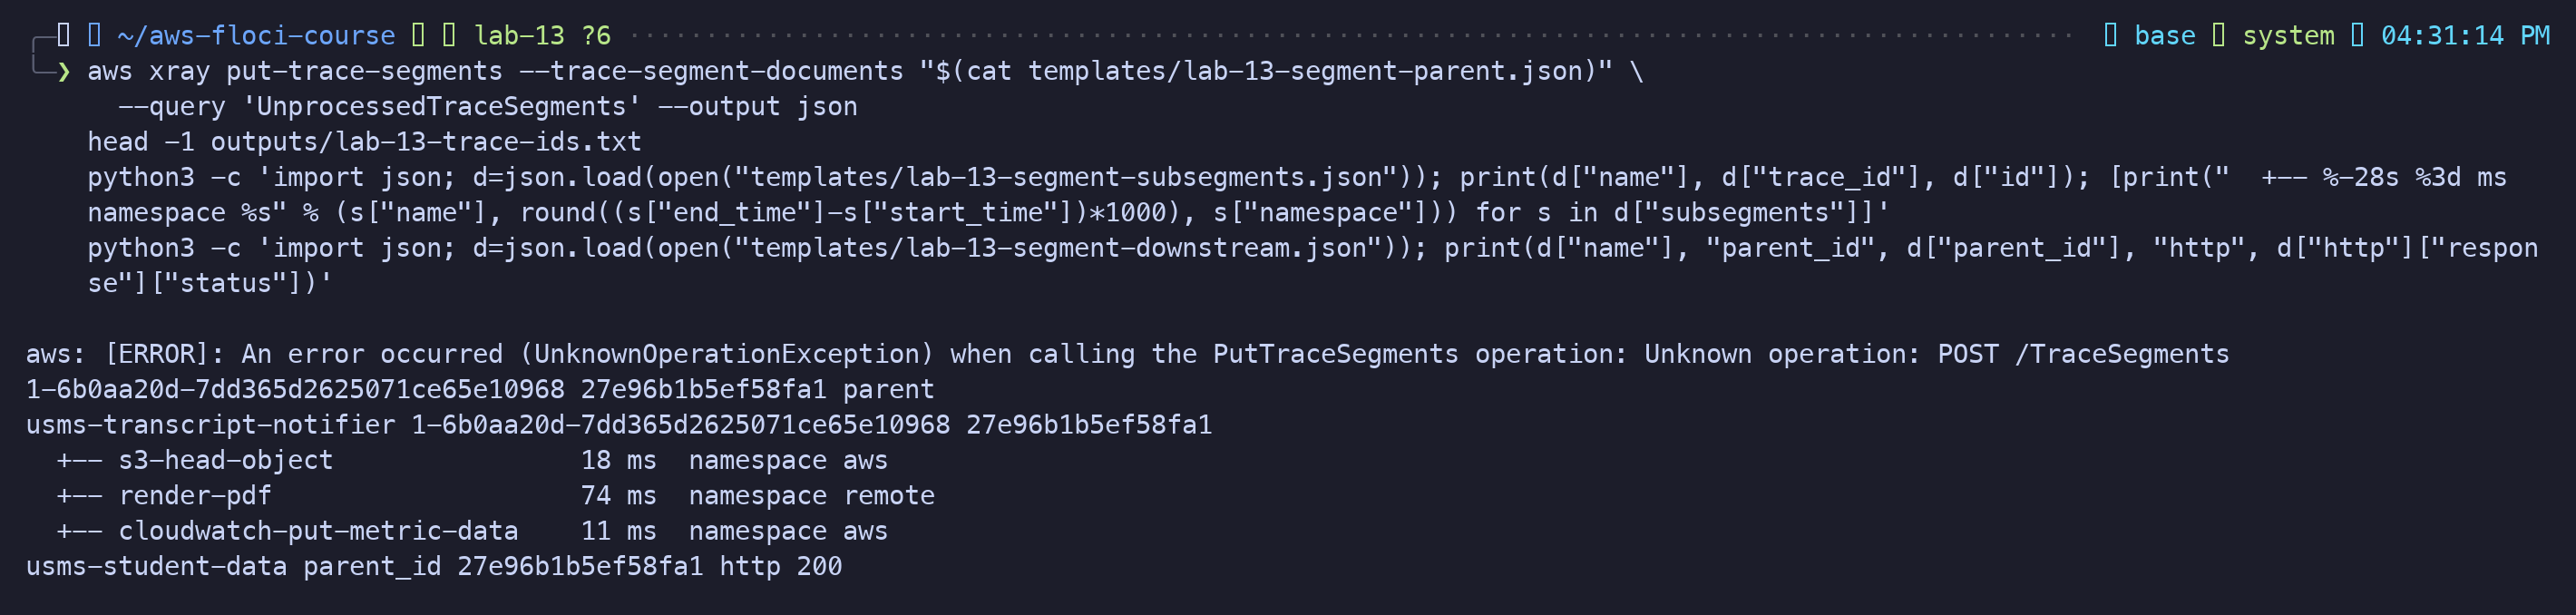 ~/aws-floci-course lab-13 ?6 base system 04:31:14 PM
❯ aws xray put-trace-segments --trace-segment-documents "$(cat templates/lab-13-segment-parent.json)" \
--query 'UnprocessedTraceSegments' --output json
head -1 outputs/lab-13-trace-ids.txt
python3 -c 'import json; d=json.load(open("templates/lab-13-segment-subsegments.json")); print(d["name"], d["trace_id"], d["id"]); [print("  +-- %-28s %3d ms
namespace %s" % (s["name"], round((s["end_time"]-s["start_time"])*1000), s["namespace"])) for s in d["subsegments"]]'
python3 -c 'import json; d=json.load(open("templates/lab-13-segment-downstream.json")); print(d["name"], "parent_id", d["parent_id"], "http", d["http"]["respon
se"]["status"])'
aws: [ERROR]: An error occurred (UnknownOperationException) when calling the PutTraceSegments operation: Unknown operation: POST /TraceSegments
1-6b0aa20d-7dd365d2625071ce65e10968 27e96b1b5ef58fa1 parent
usms-transcript-notifier 1-6b0aa20d-7dd365d2625071ce65e10968 27e96b1b5ef58fa1
+-- s3-head-object 18 ms namespace aws
+-- render-pdf 74 ms namespace remote
+-- cloudwatch-put-metric-data 11 ms namespace aws
usms-student-data parent_id 27e96b1b5ef58fa1 http 200